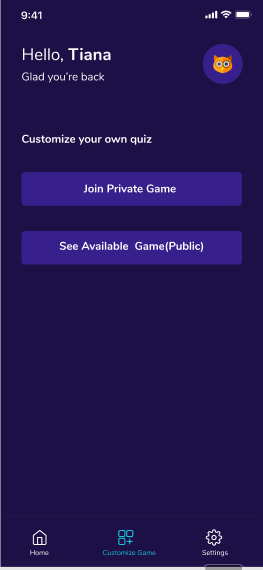 9:41
Hello, Tiana
Glad you're back
Customize your own quiz
Join Private Game
See Available  Game(Public)
Home
Customize Game
Settings